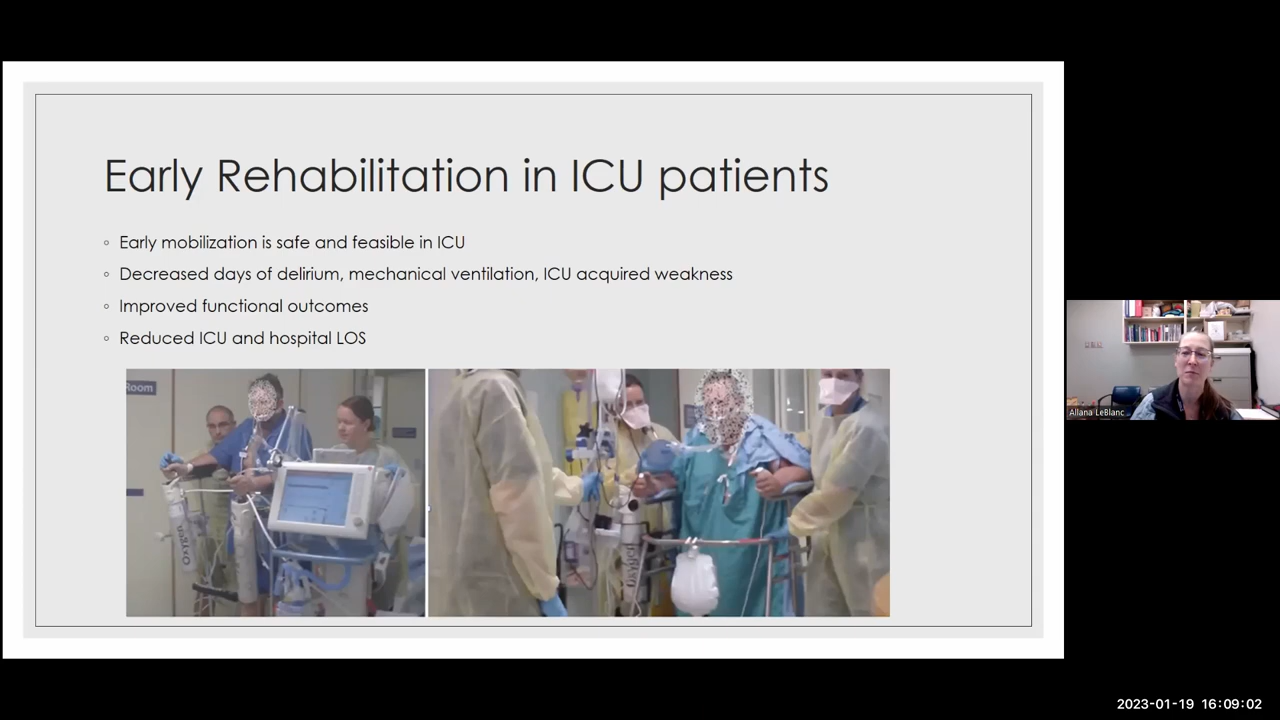 Early Rehabilitation in ICU patients
Early mobilization is safe and feasible in ICU
Decreased days of delirium, mechanical ventilation, ICU acquired weakness
Improved functional outcomes
Reduced ICU and hospital LOS
Room
Oxygen
Oxygen
Allana LeBlanc
2023-01-19 16:09:02